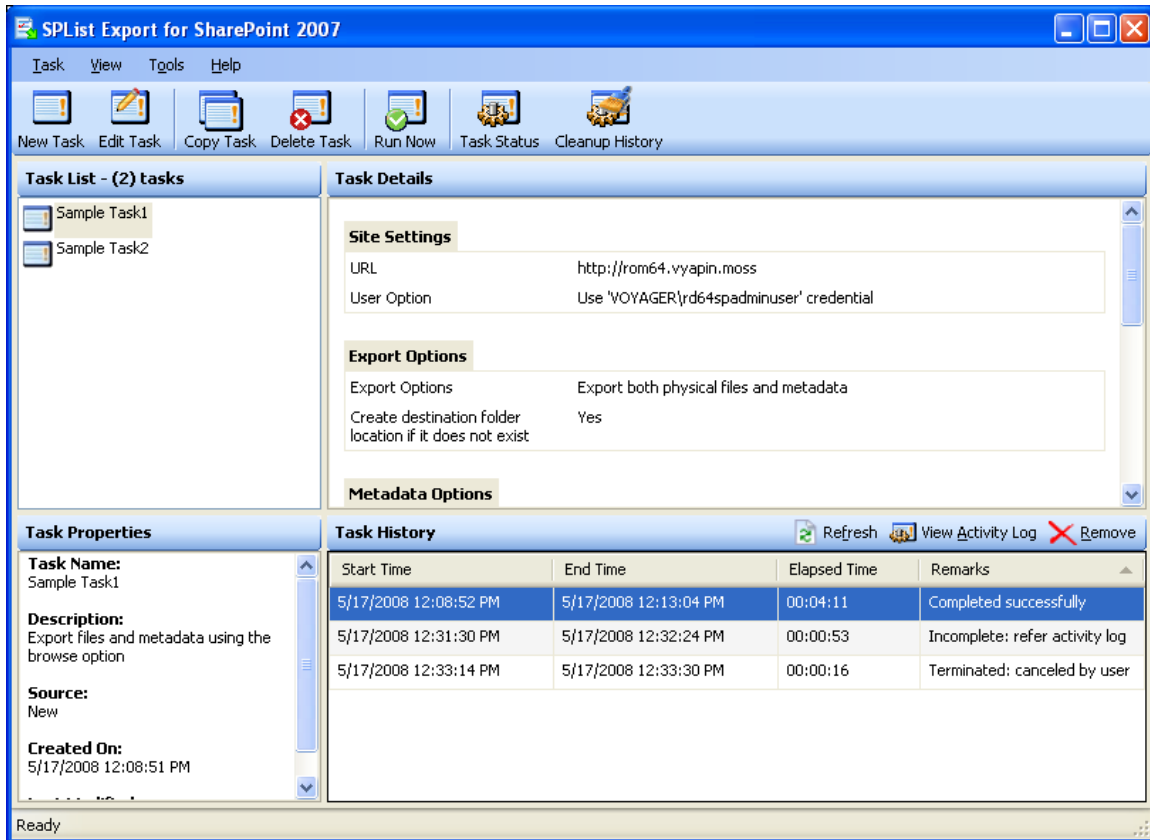 SPList Export for SharePoint 2007
Task View Tools Help
New Task Edit Task Copy Task Delete Task Run Now Task Status Cleanup History
Task List - (2) tasks
Sample Task1
Sample Task2
Task Details
Site Settings
URL http://rom64.vyapin.moss
User Option Use 'VOYAGER\rd64spadminuser' credential
Export Options
Export Options Export both physical files and metadata
Create destination folder Yes
location if it does not exist
Metadata Options
Task Properties
Task Name:
Sample Task1
Description:
Export files and metadata using the
browse option
Source:
New
Created On:
5/17/2008 12:08:51 PM
Task History Refresh View Activity Log Remove
Start Time End Time Elapsed Time Remarks
5/17/2008 12:08:52 PM 5/17/2008 12:13:04 PM 00:04:11 Completed successfully
5/17/2008 12:31:30 PM 5/17/2008 12:32:24 PM 00:00:53 Incomplete: refer activity log
5/17/2008 12:33:14 PM 5/17/2008 12:33:30 PM 00:00:16 Terminated: canceled by user
Ready